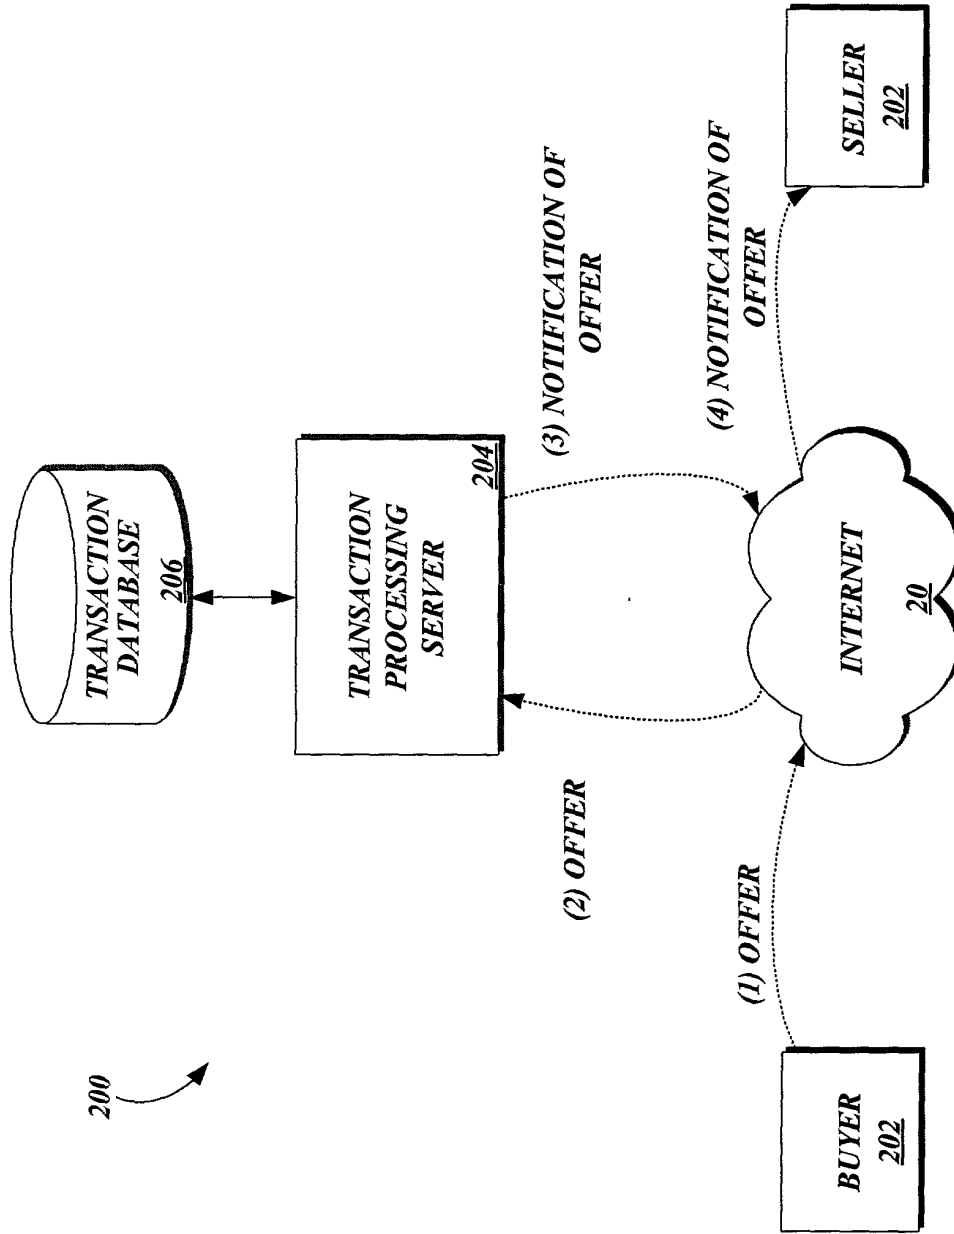 200
TRANSACTION
DATABASE
206
TRANSACTION
PROCESSING
SERVER
204
(2) OFFER
(3) NOTIFICATION OF
OFFER
(1) OFFER
(4) NOTIFICATION OF
OFFER
BUYER
202
INTERNET
20
SELLER
202